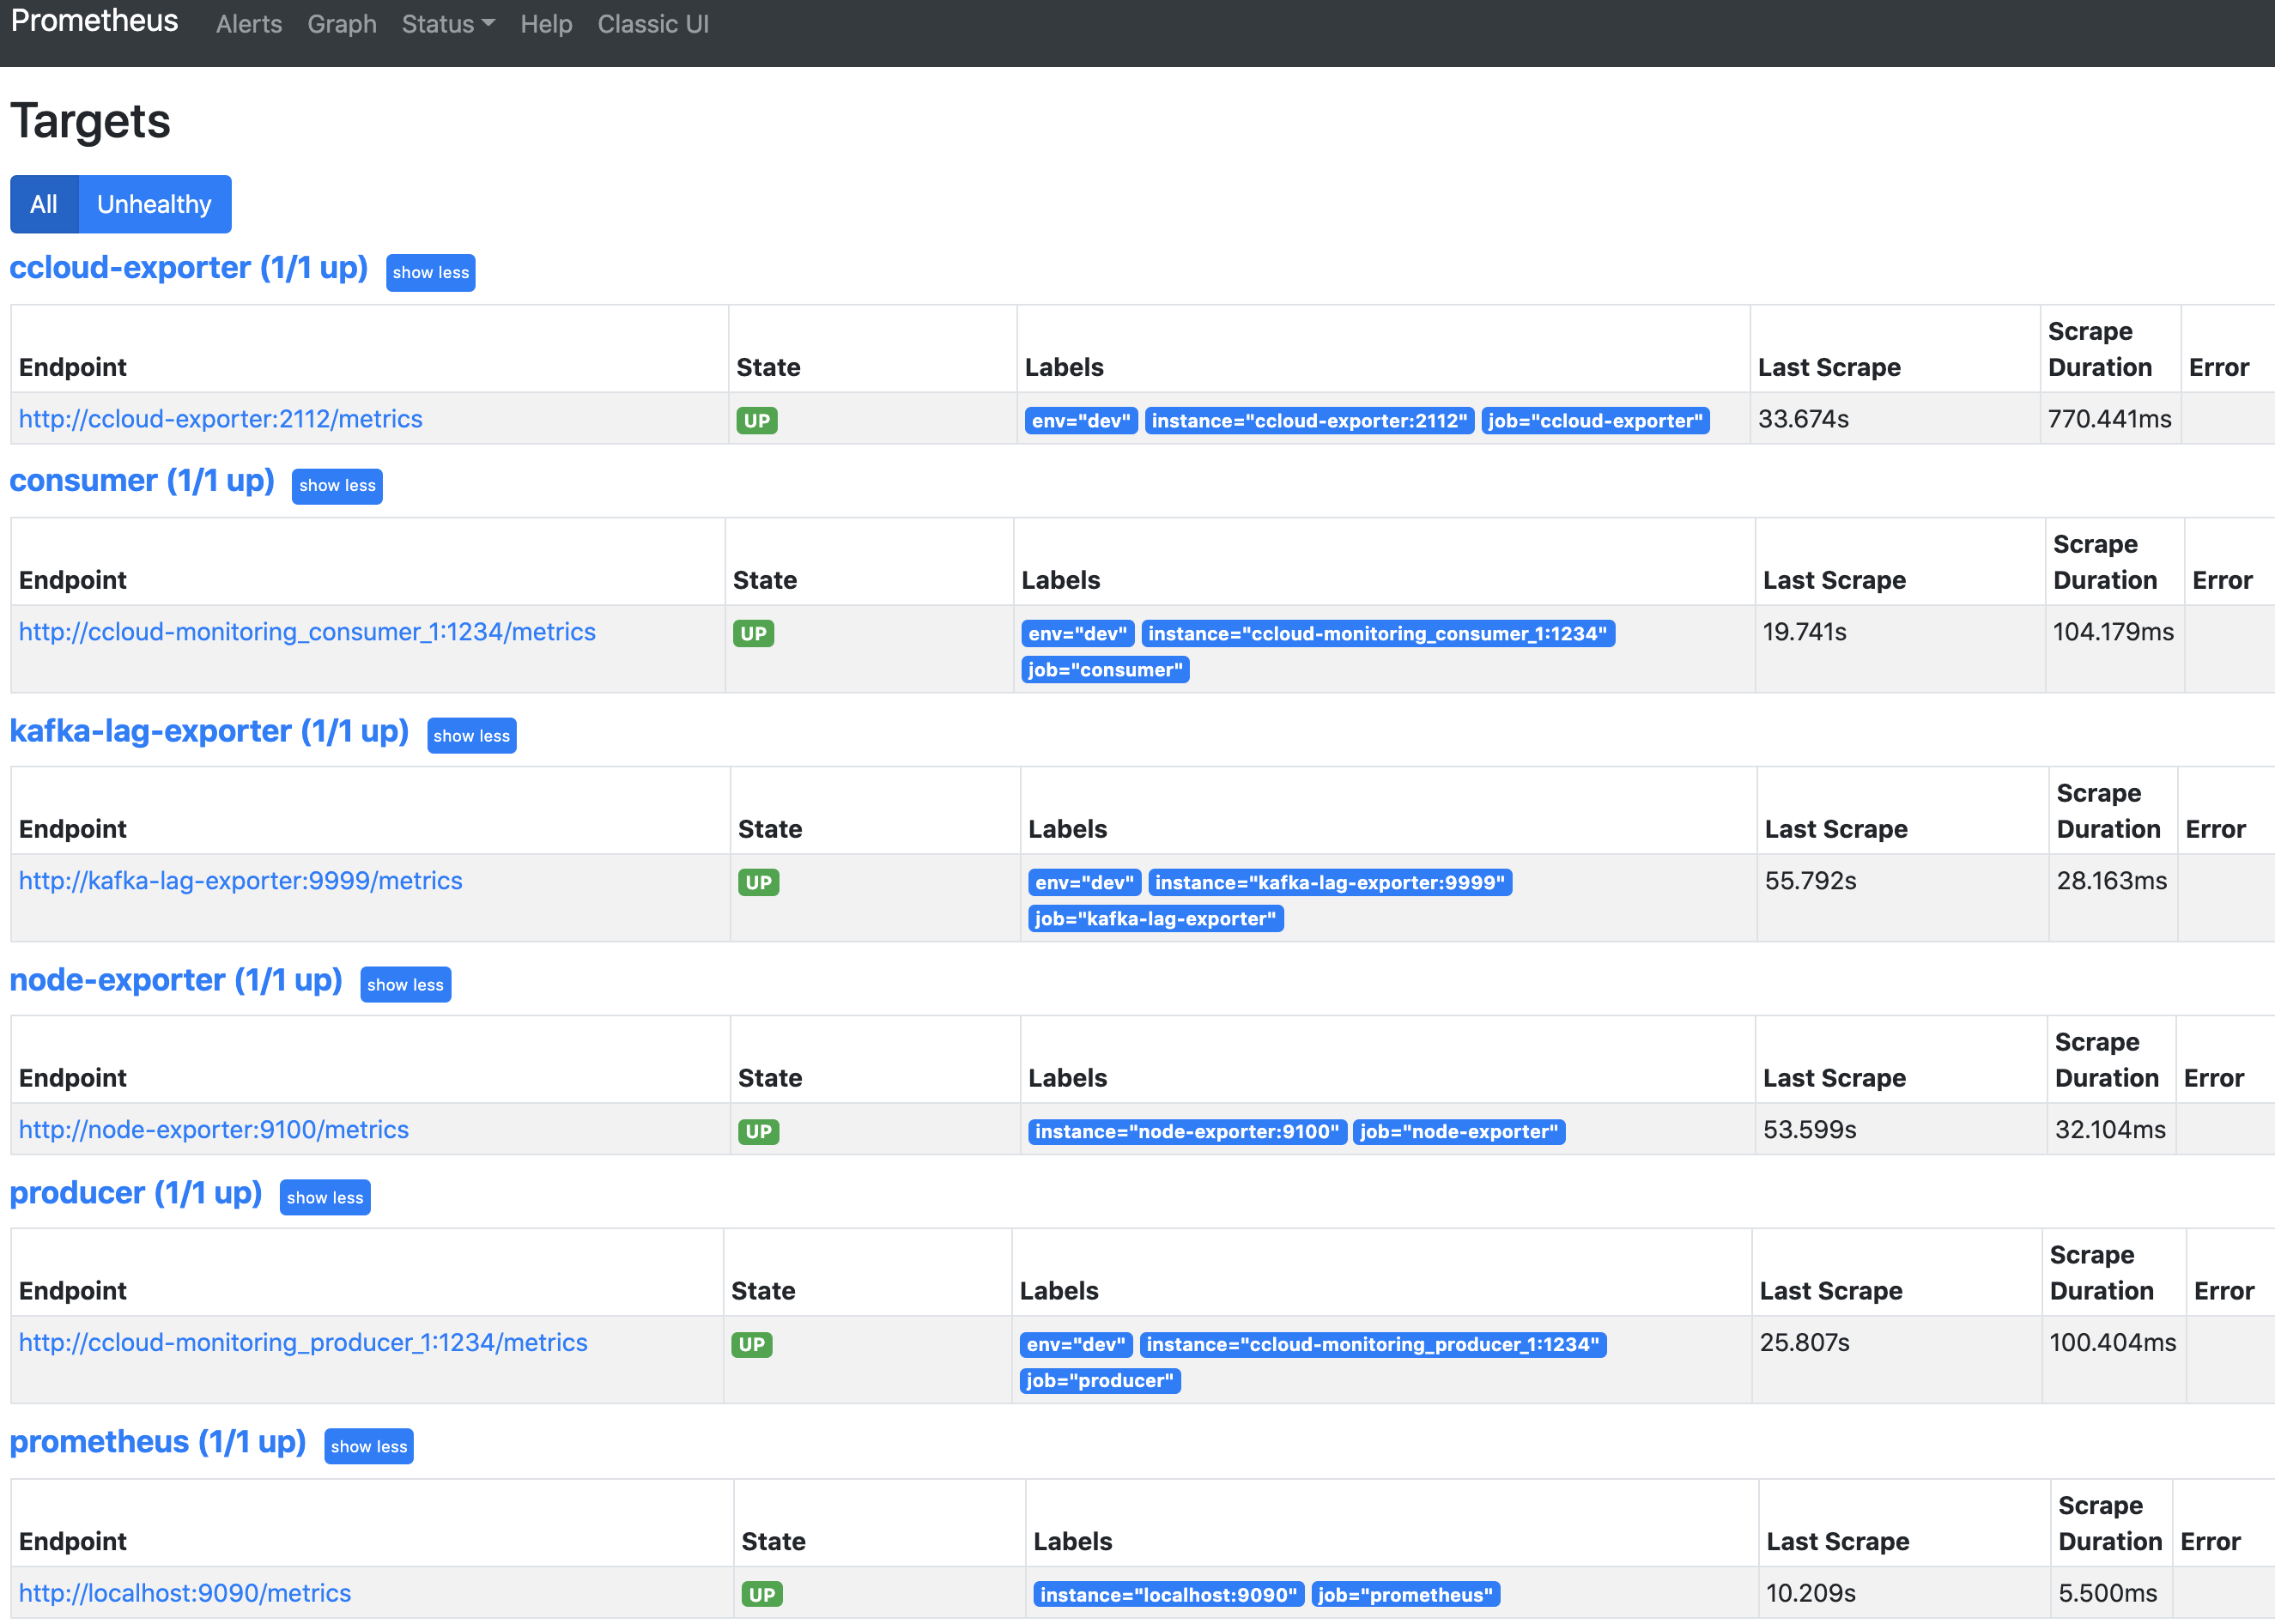 Prometheus Alerts Graph Status Help Classic UI
Targets
All Unhealthy
ccloud-exporter (1/1 up) show less
Endpoint State Labels Last Scrape Scrape Duration Error
http://ccloud-exporter:2112/metrics UP env="dev" instance="ccloud-exporter:2112" job="ccloud-exporter" 33.674s 770.441ms
consumer (1/1 up) show less
Endpoint State Labels Last Scrape Scrape Duration Error
http://ccloud-monitoring_consumer_1:1234/metrics UP env="dev" instance="ccloud-monitoring_consumer_1:1234" 19.741s 104.179ms
job="consumer"
kafka-lag-exporter (1/1 up) show less
Endpoint State Labels Last Scrape Scrape Duration Error
http://kafka-lag-exporter:9999/metrics UP env="dev" instance="kafka-lag-exporter:9999" 55.792s 28.163ms
job="kafka-lag-exporter"
node-exporter (1/1 up) show less
Endpoint State Labels Last Scrape Scrape Duration Error
http://node-exporter:9100/metrics UP instance="node-exporter:9100" job="node-exporter" 53.599s 32.104ms
producer (1/1 up) show less
Endpoint State Labels Last Scrape Scrape Duration Error
http://ccloud-monitoring_producer_1:1234/metrics UP env="dev" instance="ccloud-monitoring_producer_1:1234" 25.807s 100.404ms
job="producer"
prometheus (1/1 up) show less
Endpoint State Labels Last Scrape Scrape Duration Error
http://localhost:9090/metrics UP instance="localhost:9090" job="prometheus" 10.209s 5.500ms